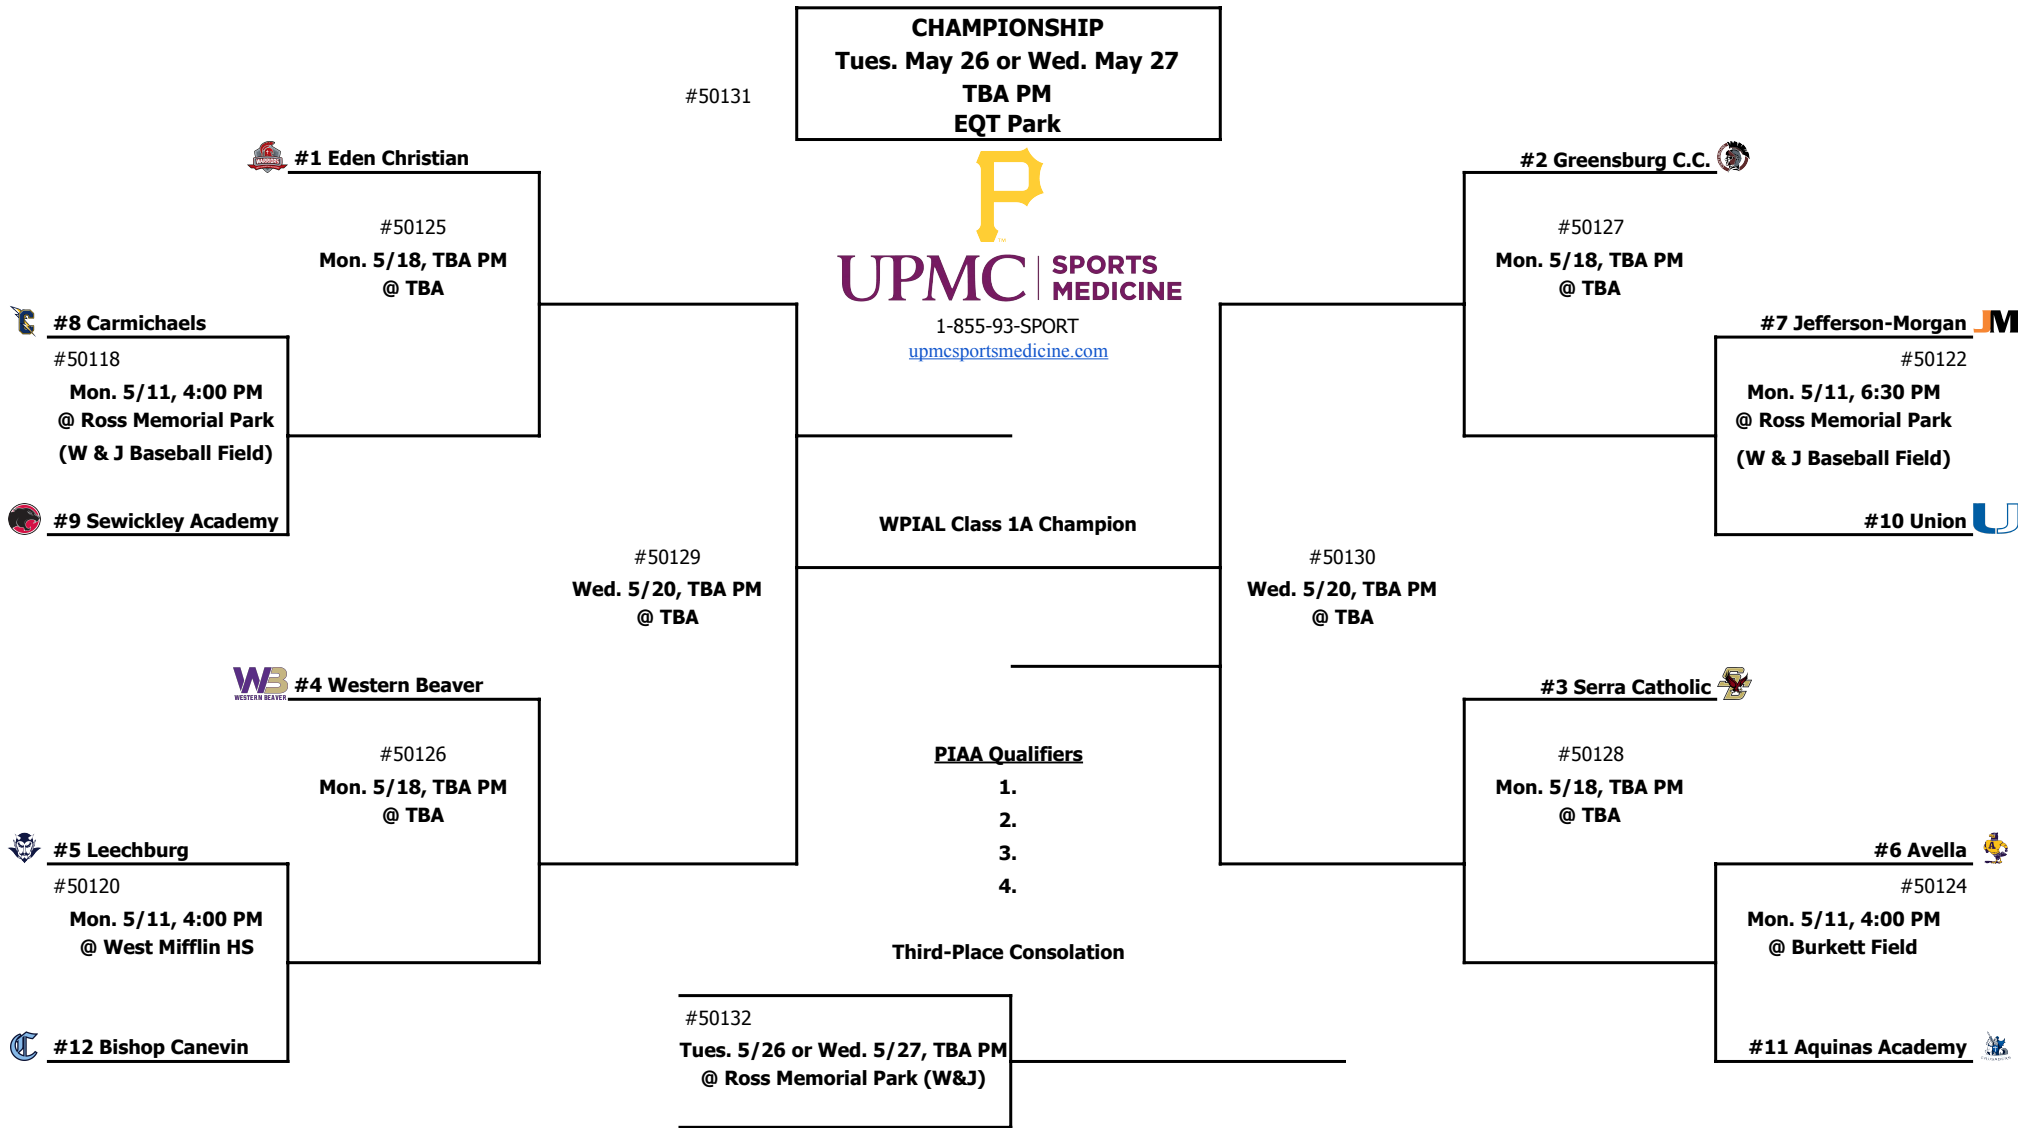 CHAMPIONSHIP
Tues. May 26 or Wed. May 27
TBA PM
EQT Park
#50131
#1 Eden Christian
#50125
Mon. 5/18, TBA PM
@ TBA
#8 Carmichaels
#50118
Mon. 5/11, 4:00 PM
@ Ross Memorial Park
(W & J Baseball Field)
#9 Sewickley Academy
#50129
Wed. 5/20, TBA PM
@ TBA
WESTERN BEAVER
#4 Western Beaver
#50126
Mon. 5/18, TBA PM
@ TBA
#5 Leechburg
#50120
Mon. 5/11, 4:00 PM
@ West Mifflin HS
#12 Bishop Canevin
P
UPMC | SPORTS MEDICINE
1-855-93-SPORT
upmcsportsmedicine.com
WPIAL Class 1A Champion
PIAA Qualifiers
1.
2.
3.
4.
Third-Place Consolation
#50132
Tues. 5/26 or Wed. 5/27, TBA PM
@ Ross Memorial Park (W&J)
#2 Greensburg C.C.
#50127
Mon. 5/18, TBA PM
@ TBA
#7 Jefferson-Morgan JM
#50122
Mon. 5/11, 6:30 PM
@ Ross Memorial Park
(W & J Baseball Field)
#10 Union U
#50130
Wed. 5/20, TBA PM
@ TBA
#3 Serra Catholic
#50128
Mon. 5/18, TBA PM
@ TBA
#6 Avella
#50124
Mon. 5/11, 4:00 PM
@ Burkett Field
#11 Aquinas Academy